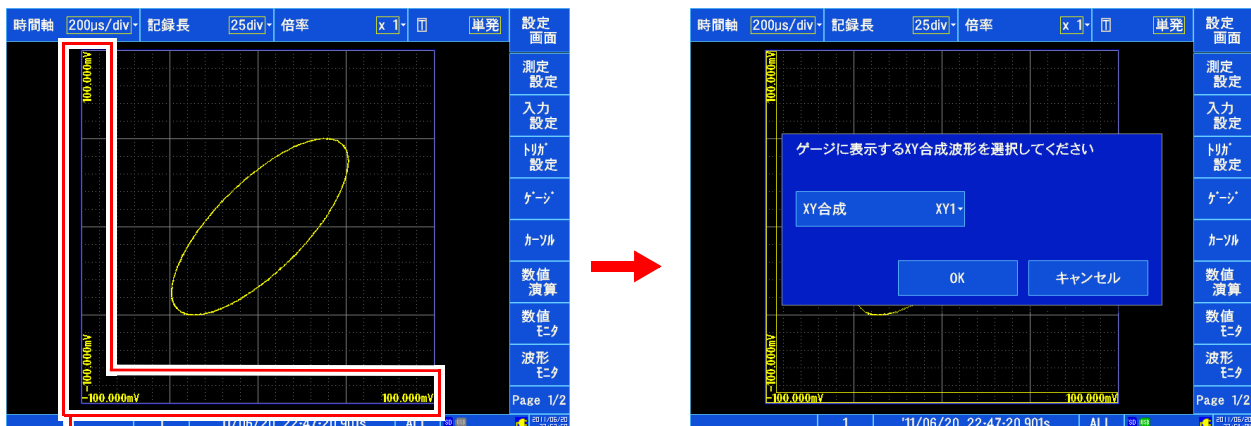 時間軸 200μs/div 記録長 25div 倍率 x 1 単発 設定画面
測定設定
入力設定
ﾄﾘｶﾞ設定
ｹﾞｰｼﾞ
ｶｰｿﾙ
数値演算
数値ﾓﾆﾀ
波形ﾓﾆﾀ
Page 1/2
100.000mV
-100.000mV
-100.000mV 100.000mV
1 22-47-20.901s ALL
時間軸 200μs/div 記録長 25div 倍率 x 1 単発 設定画面
測定設定
入力設定
ﾄﾘｶﾞ設定
ｹﾞｰｼﾞ
ｶｰｿﾙ
数値演算
数値ﾓﾆﾀ
波形ﾓﾆﾀ
Page 1/2
100.000mV
ゲージに表示するXY合成波形を選択してください
XY合成 XY1
OK キャンセル
-100.000mV
-100.000mV 100.000mV
1 '11/06/20 22-47-20.901s ALL